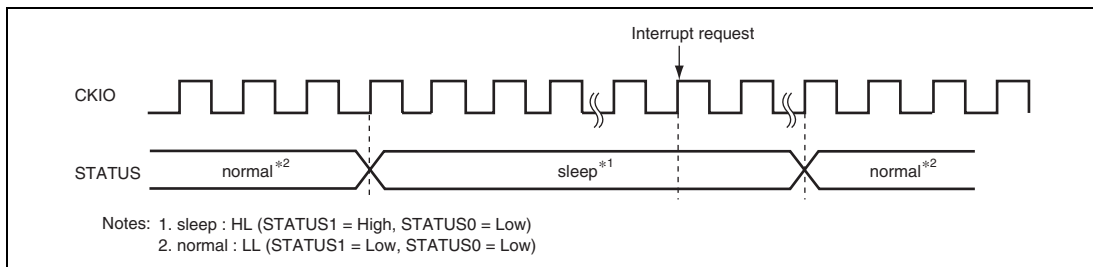 Interrupt request
CKIO
STATUS
normal*2
sleep*1
normal*2
Notes: 1. sleep : HL (STATUS1 = High, STATUS0 = Low)
2. normal : LL (STATUS1 = Low, STATUS0 = Low)